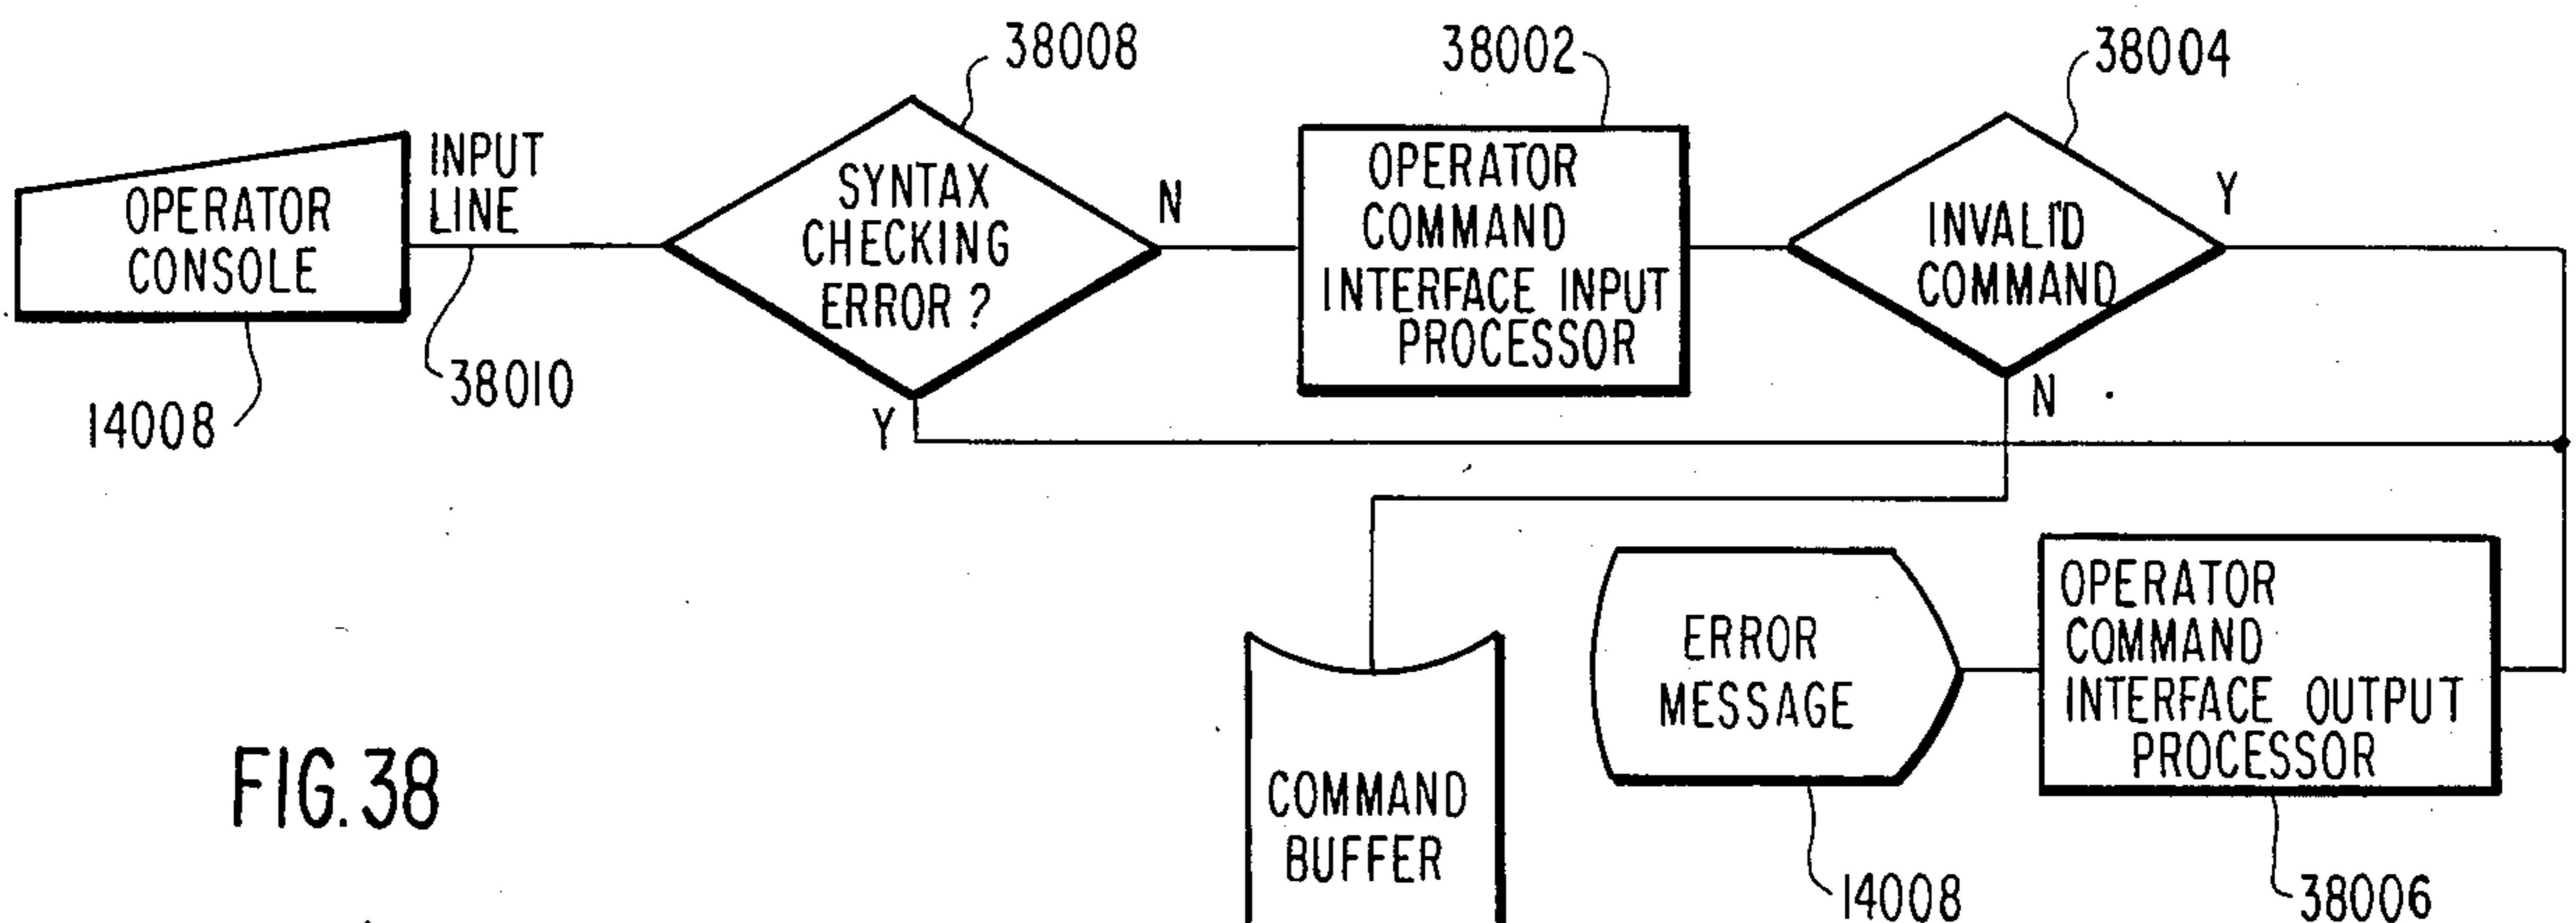 38008
38002
38004
INPUT
LINE
OPERATOR
CONSOLE
SYNTAX
CHECKING
ERROR ?
N
OPERATOR
COMMAND
INTERFACE INPUT
PROCESSOR
INVALID
COMMAND
Y
38010
14008
Y
N
ERROR
MESSAGE
OPERATOR
COMMAND
INTERFACE OUTPUT
PROCESSOR
COMMAND
BUFFER
FIG. 38
14008
38006